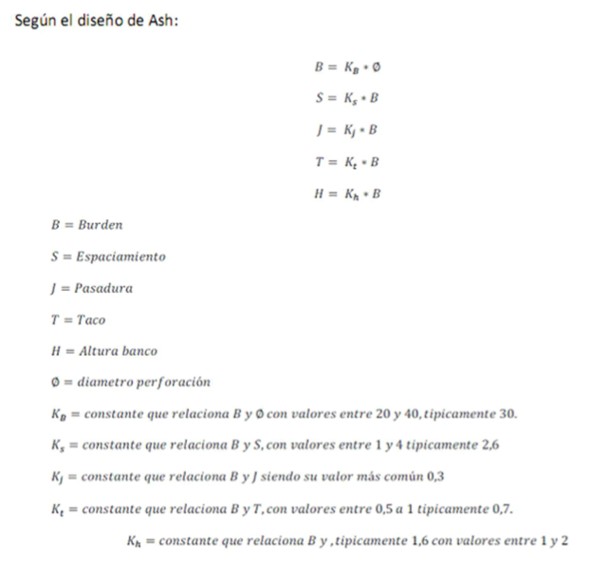 Según el diseño de Ash:
B = K_B * Ø
S = K_s * B
J = K_J * B
T = K_t * B
H = K_h * B
B = Burden
S = Espaciamiento
J = Pasadura
T = Taco
H = Altura banco
Ø = diametro perforación
K_B = constante que relaciona B y Ø con valores entre 20 y 40, tipicamente 30.
K_s = constante que relaciona B y S, con valores entre 1 y 4 tipicamente 2,6
K_J = constante que relaciona B y J siendo su valor más común 0,3
K_t = constante que relaciona B y T, con valores entre 0,5 a 1 tipicamente 0,7.
K_h = constante que relaciona B y , tipicamente 1,6 con valores entre 1 y 2